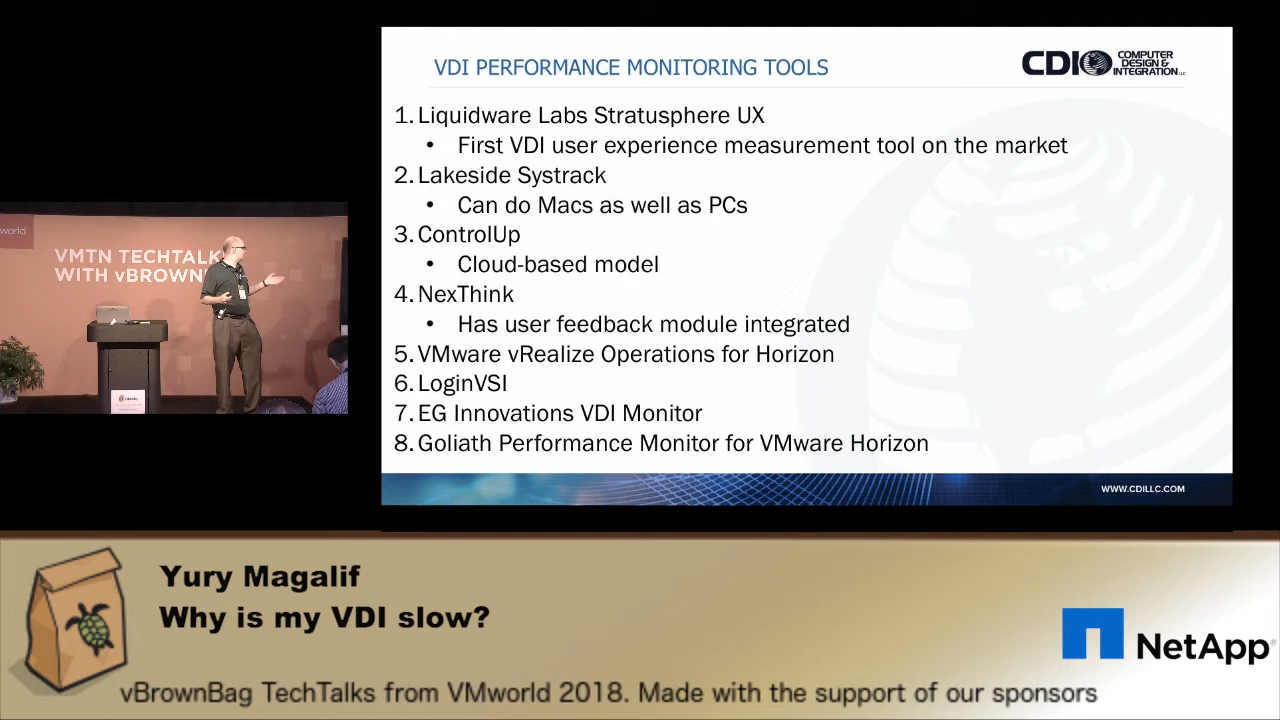 VDI PERFORMANCE MONITORING TOOLS
CDI COMPUTER DESIGN & INTEGRATION LLC
1. Liquidware Labs Stratusphere UX
• First VDI user experience measurement tool on the market
2. Lakeside Systrack
• Can do Macs as well as PCs
3. ControlUp
• Cloud-based model
4. NexThink
• Has user feedback module integrated
5. VMware vRealize Operations for Horizon
6. LoginVSI
7. EG Innovations VDI Monitor
8. Goliath Performance Monitor for VMware Horizon
WWW.CDILLC.COM
world
VMTN TECHTALK
WITH vBROWN
Yury Magalif
Why is my VDI slow?
NetApp®
vBrownBag TechTalks from VMworld 2018. Made with the support of our sponsors